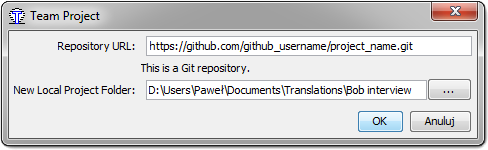 Team Project
Repository URL: https://github.com/github_username/project_name.git
This is a Git repository.
New Local Project Folder: D:\Users\Paweł\Documents\Translations\Bob interview ...
OK Anuluj